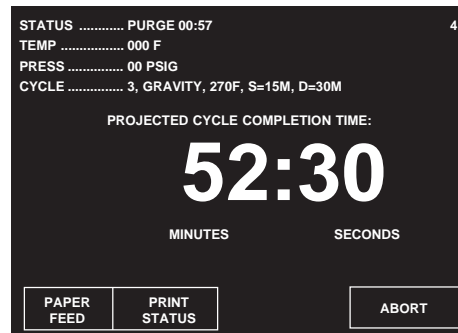 STATUS ............ PURGE 00:57 4
TEMP ................ 000 F
PRESS .............. 00 PSIG
CYCLE .............. 3, GRAVITY, 270F, S=15M, D=30M
PROJECTED CYCLE COMPLETION TIME:
52:30
MINUTES SECONDS
PAPER FEED
PRINT STATUS
ABORT